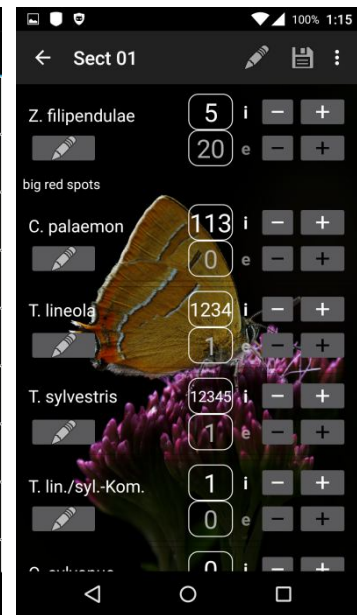 100% 1:15
← Sect 01
Z. filipendulae 5 i − +
20 e − +
big red spots
C. palaemon 113 i − +
0 e − +
T. lineola 1234 i − +
1 e − +
T. sylvestris 12345 i − +
1 e − +
T. lin./syl.-Kom. 1 i − +
0 e − +
0 i − +